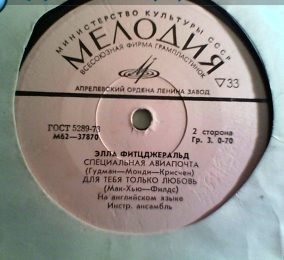 МИНИСТЕРСТВО КУЛЬТУРЫ СССР
МЕЛОДИЯ
ВСЕСОЮЗНАЯ ФИРМА ГРАМПЛАСТИНОК
▽33
АПРЕЛЕВСКИЙ ОРДЕНА ЛЕНИНА ЗАВОД
ГОСТ 5289-73
М62-37870
2 сторона
Гр. 3. 0-70
ЭЛЛА ФИТЦДЖЕРАЛЬД
СПЕЦИАЛЬНАЯ АВИАПОЧТА
(Гудман—Монди—Крисчен)
ДЛЯ ТЕБЯ ТОЛЬКО ЛЮБОВЬ
(Мак-Хью—Филдс)
На английском языке
Инстр. ансамбль